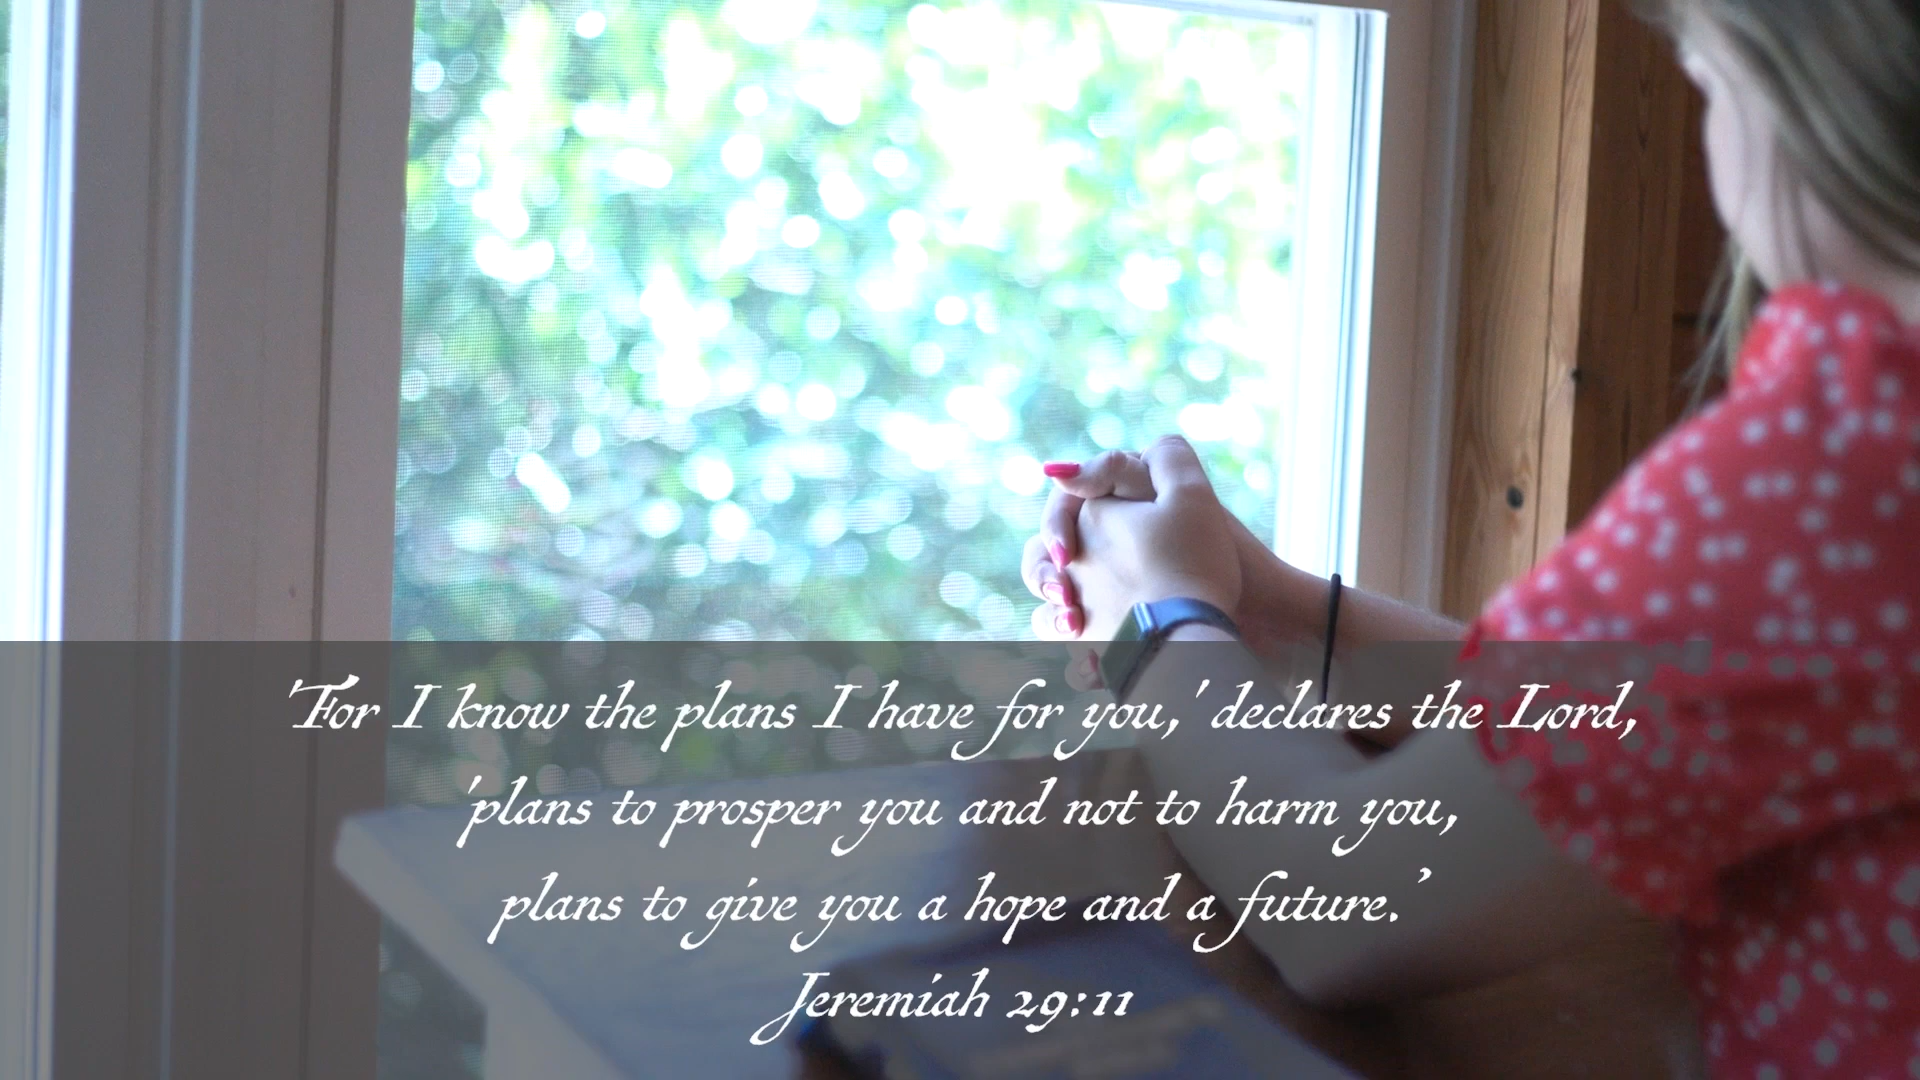 'For I know the plans I have for you,' declares the Lord,
'plans to prosper you and not to harm you,
plans to give you a hope and a future.'
Jeremiah 29:11